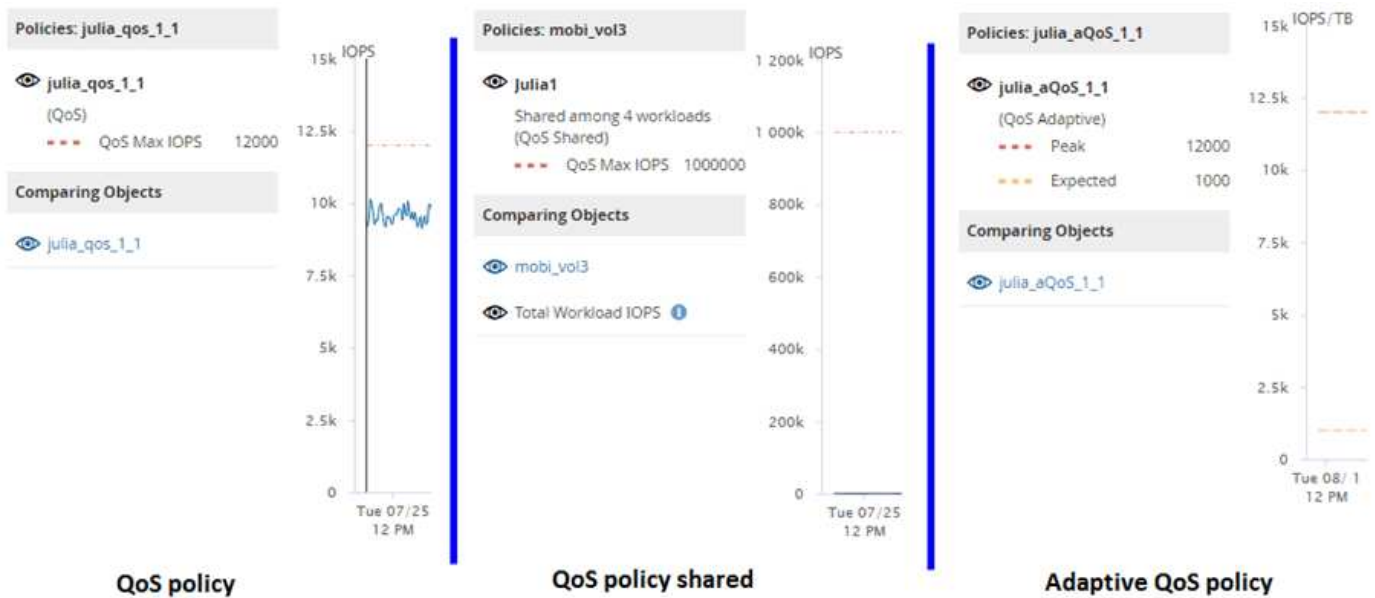 Policies: julia_qos_1_1
julia_qos_1_1
(QoS)
QoS Max IOPS 12000
Comparing Objects
julia_qos_1_1
IOPS
15k
12.5k
10k
7.5k
5k
2.5k
0
Tue 07/25
12 PM
QoS policy
Policies: mobi_vol3
Julia1
Shared among 4 workloads
(QoS Shared)
QoS Max IOPS 1000000
Comparing Objects
mobi_vol3
Total Workload IOPS
IOPS
1 200k
1 000k
800k
600k
400k
200k
0
Tue 07/25
12 PM
QoS policy shared
Policies: julia_aQoS_1_1
julia_aQoS_1_1
(QoS Adaptive)
Peak 12000
Expected 1000
Comparing Objects
julia_aQoS_1_1
15k IOPS/TB
12.5k
10k
7.5k
5k
2.5k
0
Tue 08/ 1
12 PM
Adaptive QoS policy